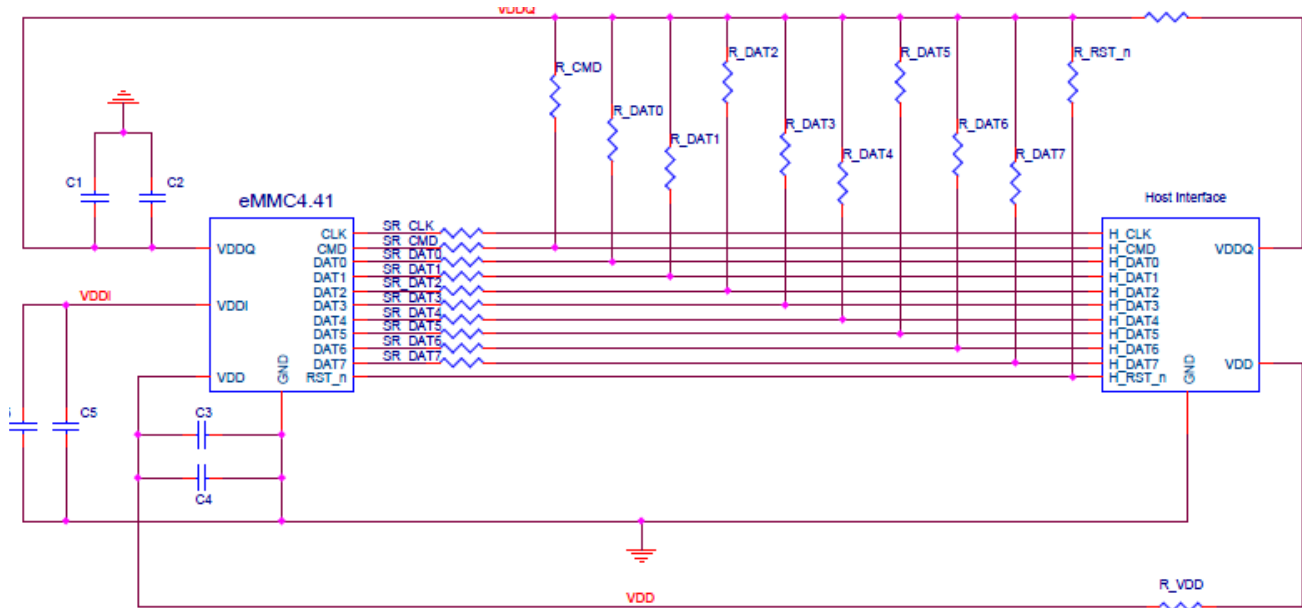 VDDQ
R_CMD
R_DAT0
R_DAT1
R_DAT2
R_DAT3
R_DAT4
R_DAT5
R_DAT6
R_DAT7
R_RST_n
C1
C2
eMMC4.41
Host Interface
CLK SR_CLK H_CLK
CMD SR_CMD H_CMD
VDDQ VDDQ
DAT0 SR_DAT0 H_DAT0
DAT1 SR_DAT1 H_DAT1
DAT2 SR_DAT2 H_DAT2
VDDI VDDI
DAT3 SR_DAT3 H_DAT3
DAT4 SR_DAT4 H_DAT4
DAT5 SR_DAT5 H_DAT5
DAT6 SR_DAT6 H_DAT6
DAT7 SR_DAT7 H_DAT7
VDD VDD
RST_n H_RST_n
GND GND
C5
C3
C4
VDD
R_VDD